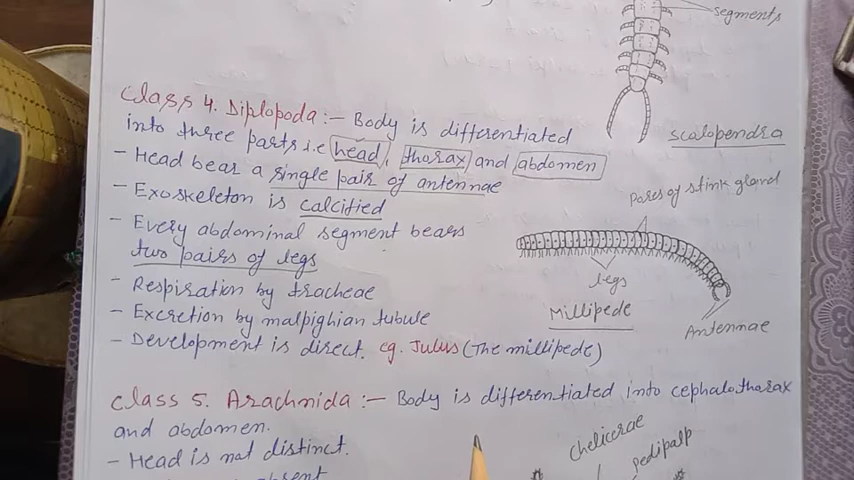 segments
scalopendra
Class 4. Diplopoda :- Body is differentiated
into three parts i.e head, thorax and abdomen
- Head bear a single pair of antennae
- Exoskeleton is calcified
- Every abdominal segment bears
two pairs of legs
- Respiration by tracheae
- Excretion by malpighian tubule
- Development is direct. eg. Julus (The millipede)
Pores of stink gland
legs
Millipede
Antennae
Class 5. Arachnida :- Body is differentiated into cephalothorax
and abdomen.
- Head is not distinct.
chelicerae
pedipalp